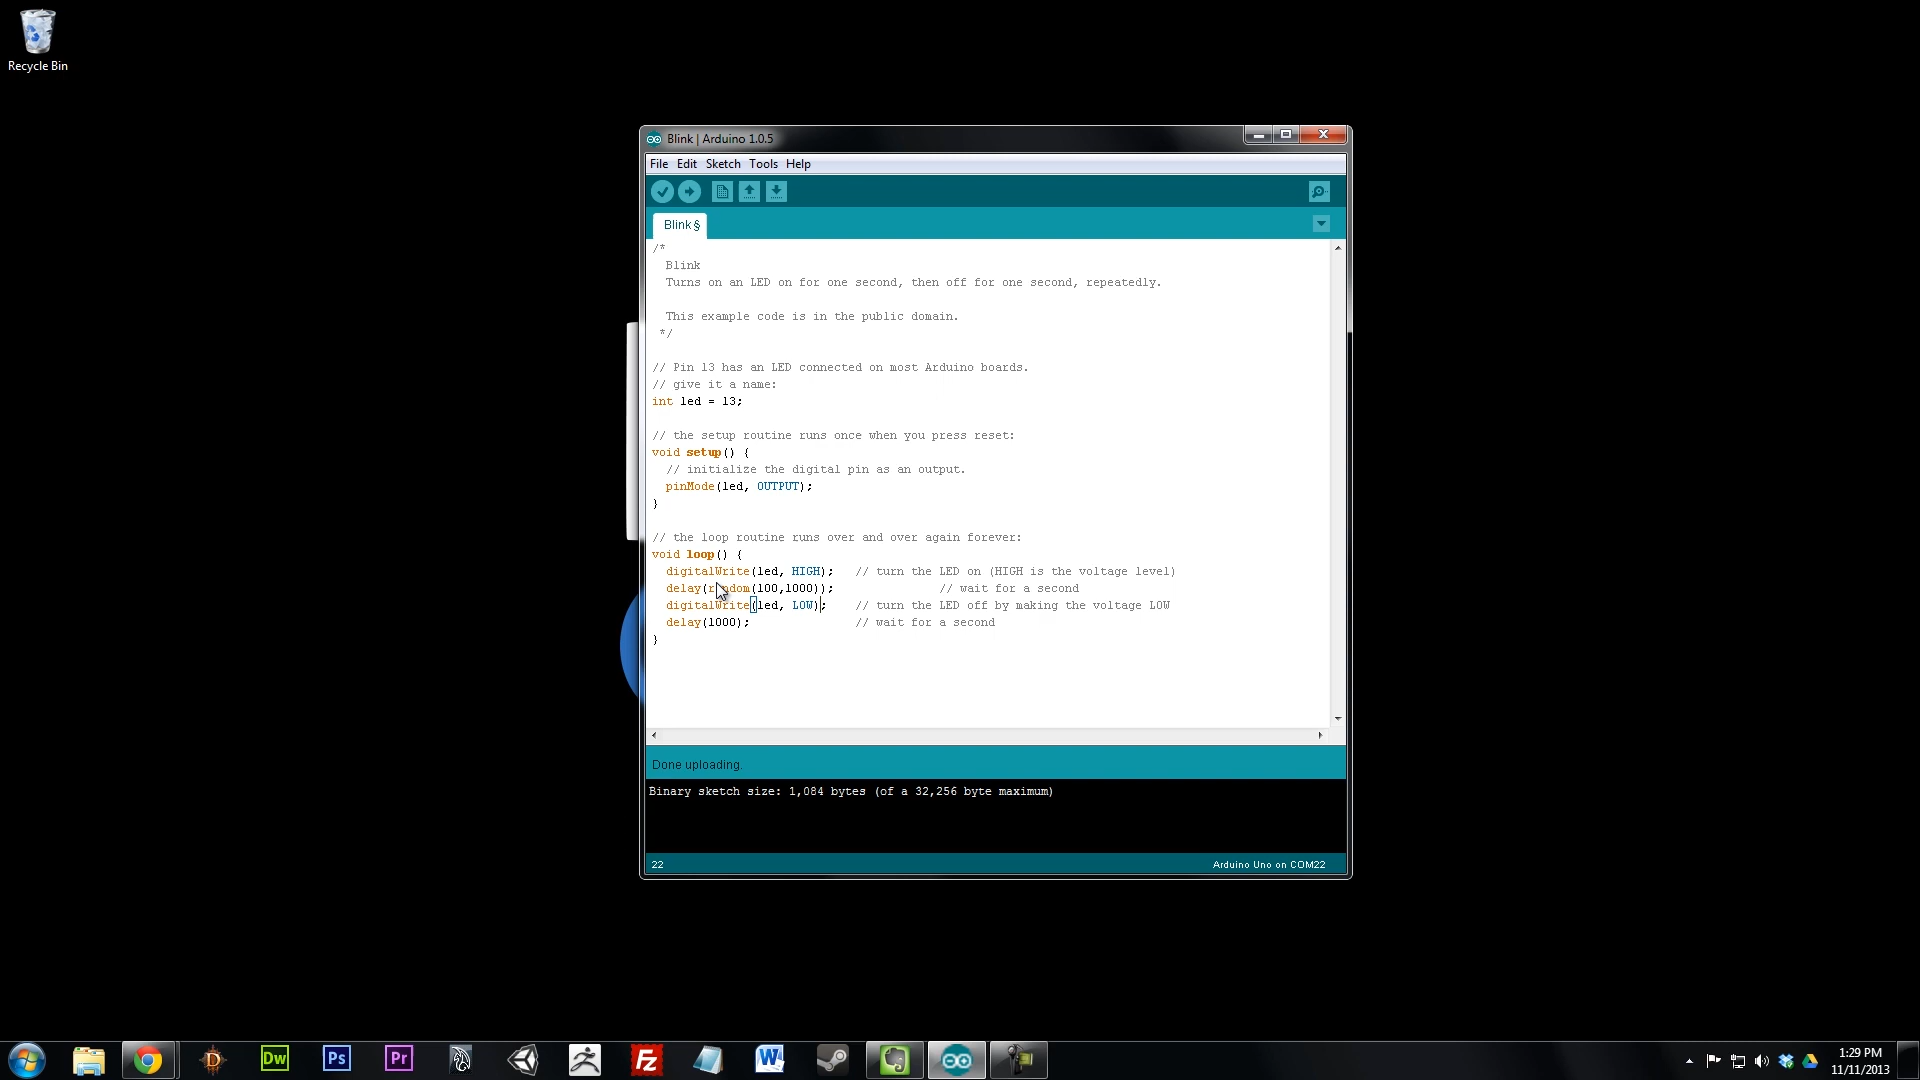 Recycle Bin
Blink | Arduino 1.0.5
File Edit Sketch Tools Help
Blink §
/*
Blink
Turns on an LED on for one second, then off for one second, repeatedly.
This example code is in the public domain.
*/
// Pin 13 has an LED connected on most Arduino boards.
// give it a name:
int led = 13;
// the setup routine runs once when you press reset:
void setup() {
// initialize the digital pin as an output.
pinMode(led, OUTPUT);
}
// the loop routine runs over and over again forever:
void loop() {
digitalWrite(led, HIGH);   // turn the LED on (HIGH is the voltage level)
delay(random(100,1000));               // wait for a second
digitalWrite(led, LOW);    // turn the LED off by making the voltage LOW
delay(1000);               // wait for a second
}
Done uploading.
Binary sketch size: 1,084 bytes (of a 32,256 byte maximum)
22 Arduino Uno on COM22
Dw Ps Pr Fz W
1:29 PM
11/11/2013